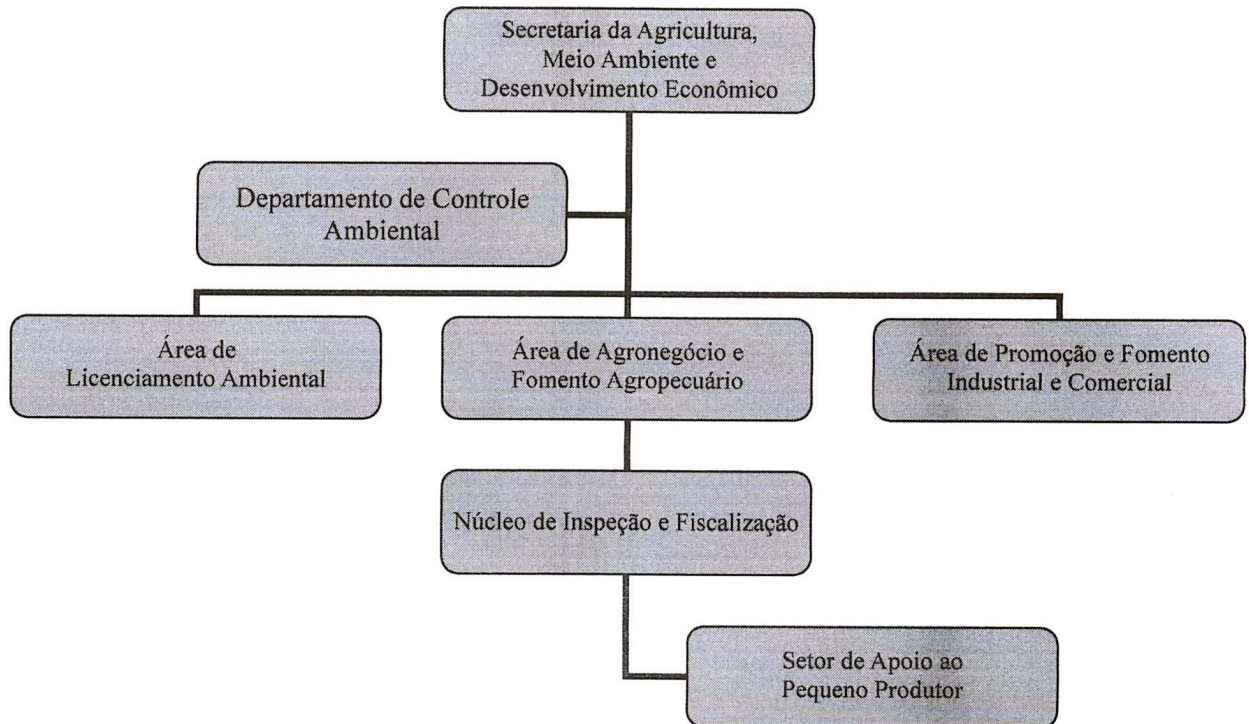 Secretaria da Agricultura,
Meio Ambiente e
Desenvolvimento Econômico
Departamento de Controle
Ambiental
Área de
Licenciamento Ambiental
Área de Agronegócio e
Fomento Agropecuário
Área de Promoção e Fomento
Industrial e Comercial
Núcleo de Inspeção e Fiscalização
Setor de Apoio ao
Pequeno Produtor